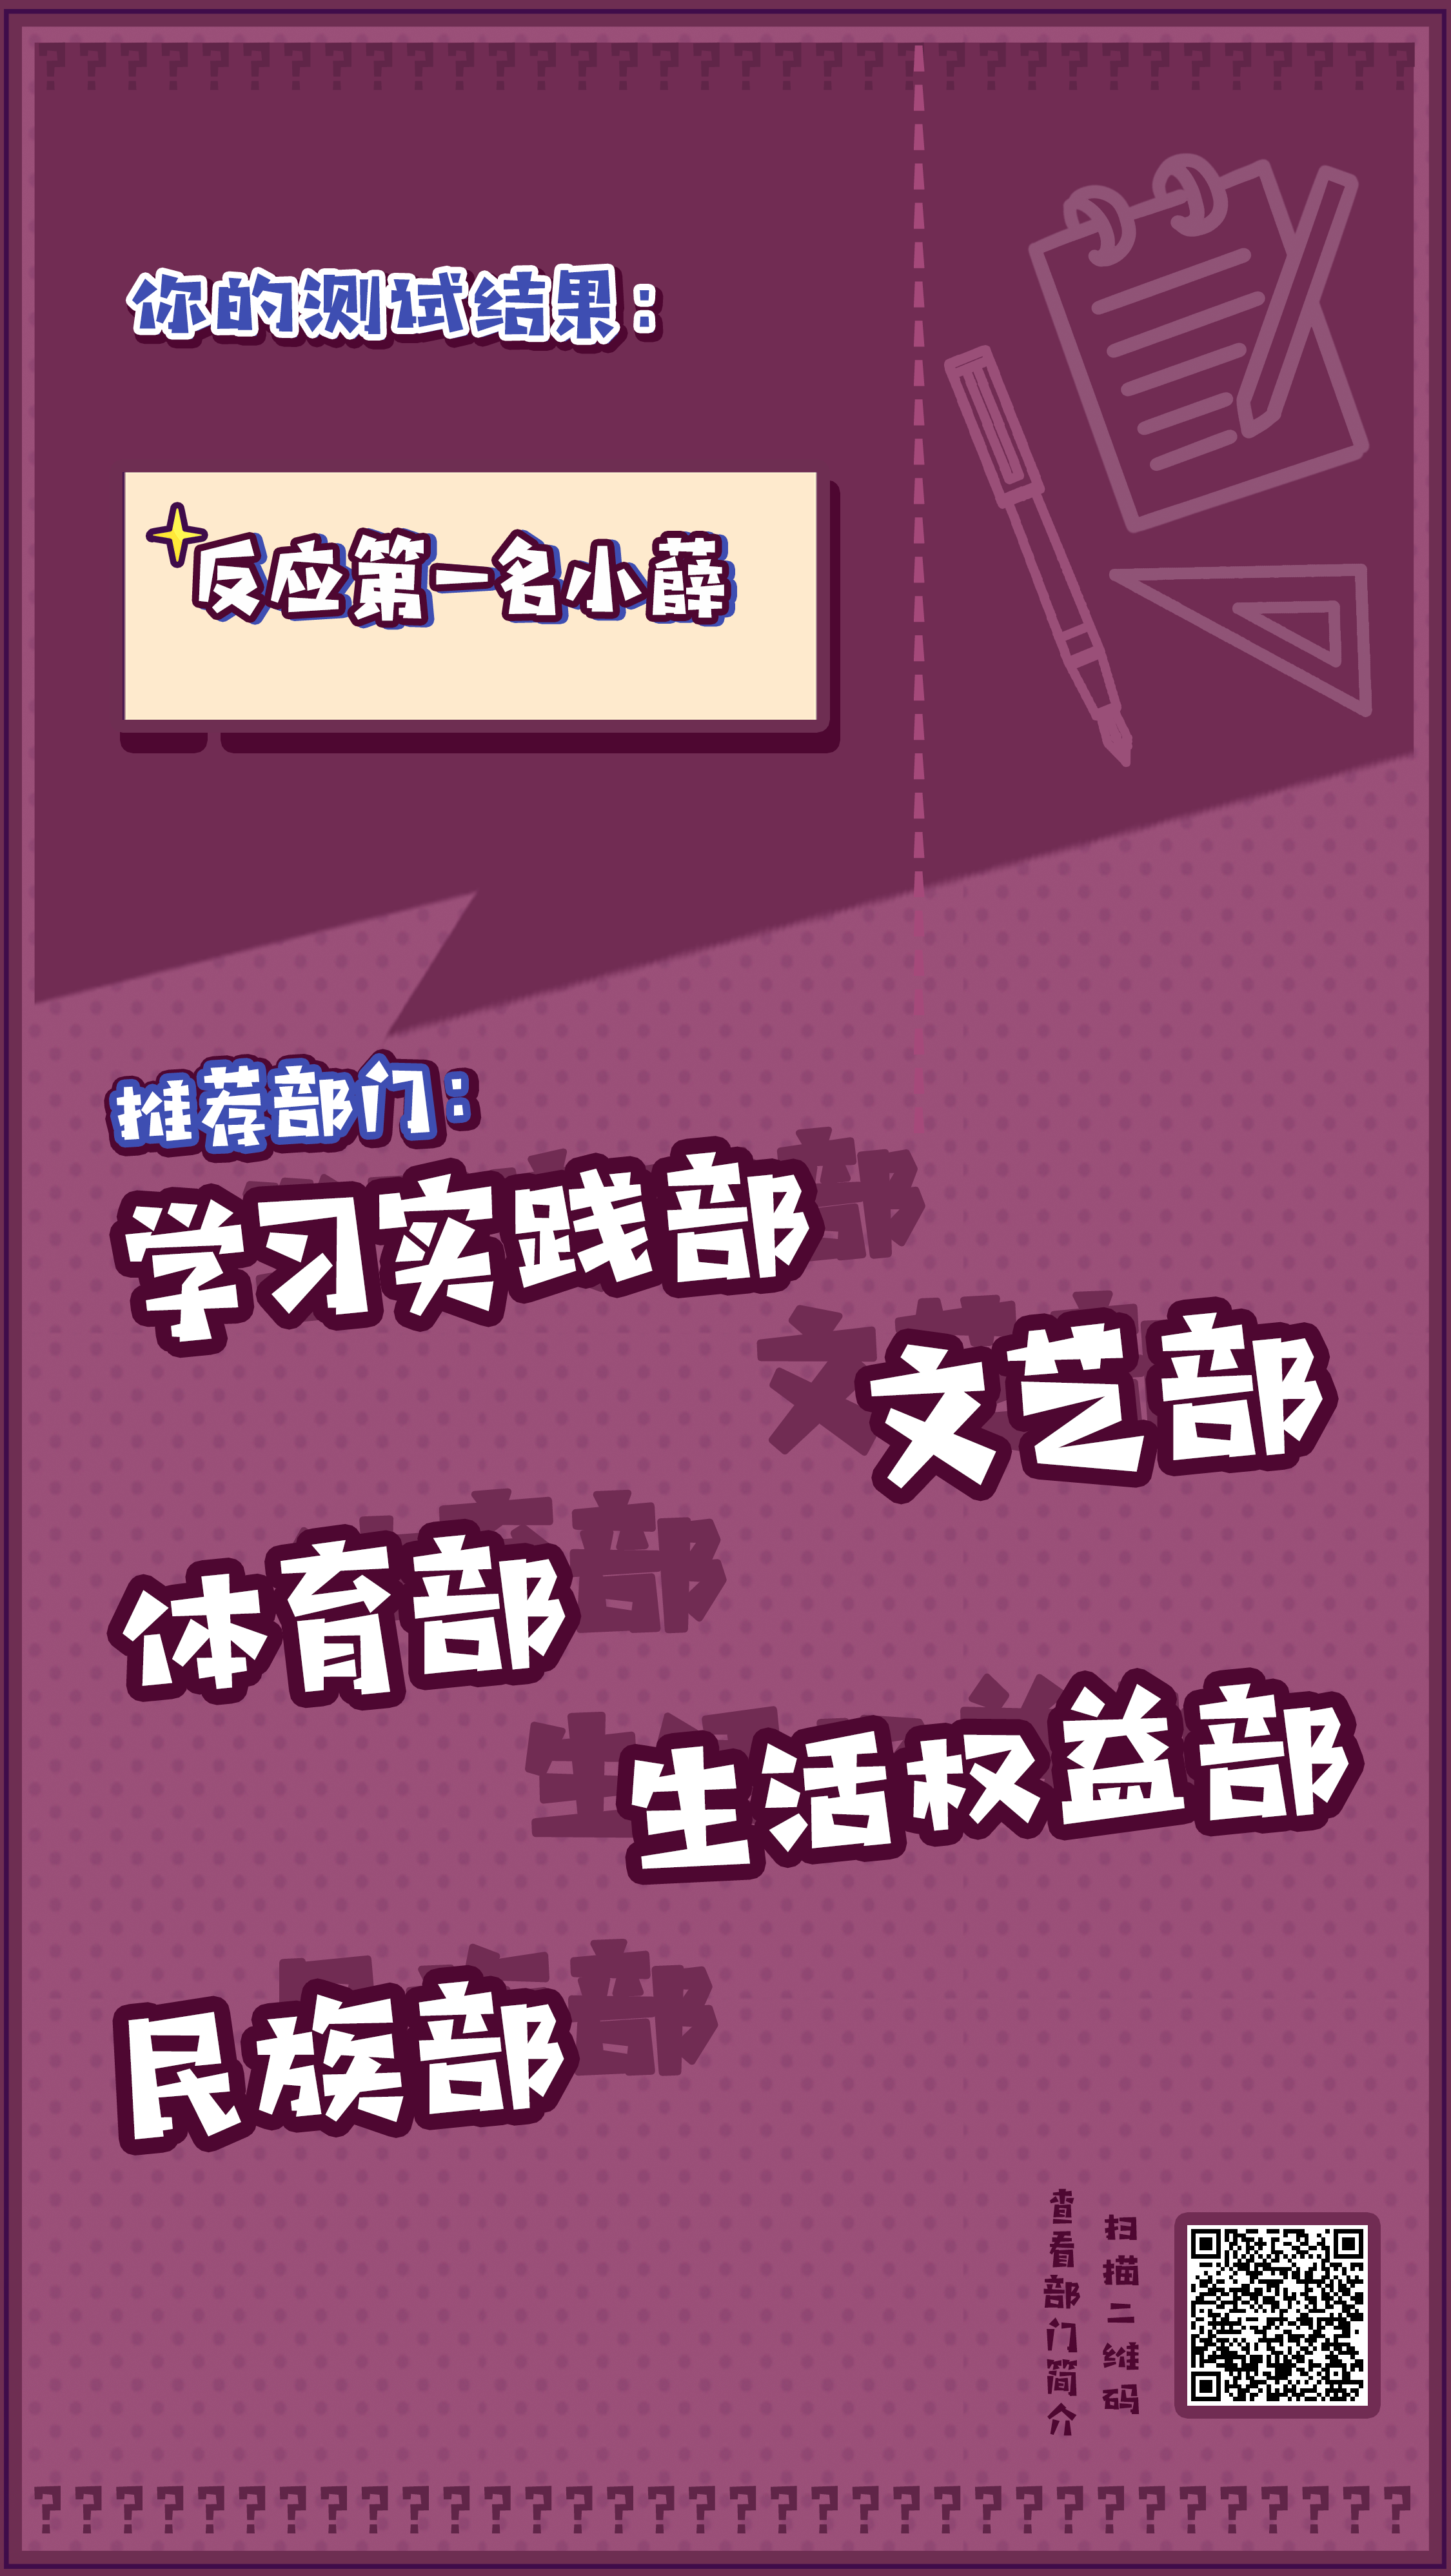 你的测试结果：
反应第一名小薛
推荐部门：
学习实践部
文艺部
体育部
生活权益部
民族部
扫描二维码
查看部门简介